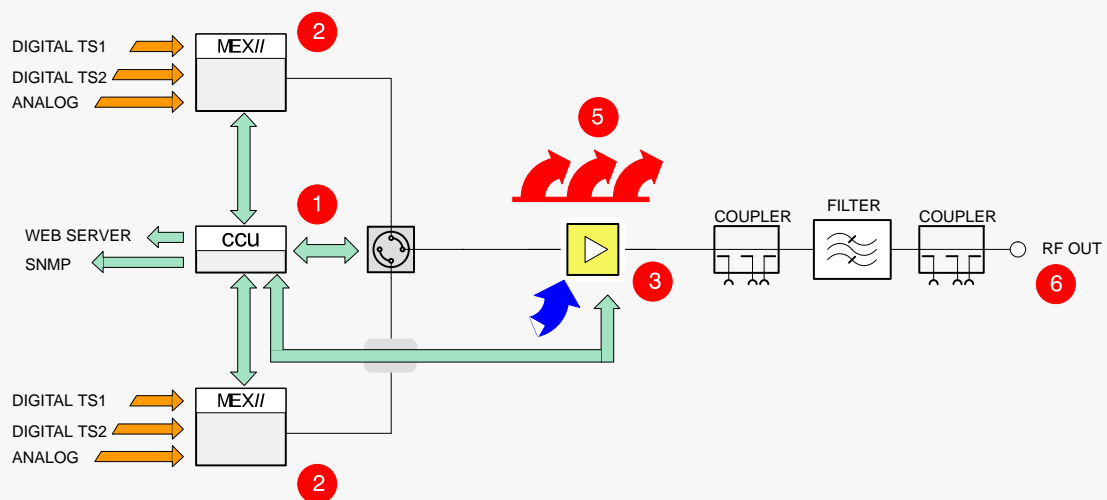 DIGITAL TS1
DIGITAL TS2
ANALOG
MEX//
2
5
1
WEB SERVER
SNMP
ccu
COUPLER
FILTER
COUPLER
RF OUT
3
6
DIGITAL TS1
DIGITAL TS2
ANALOG
MEX//
2